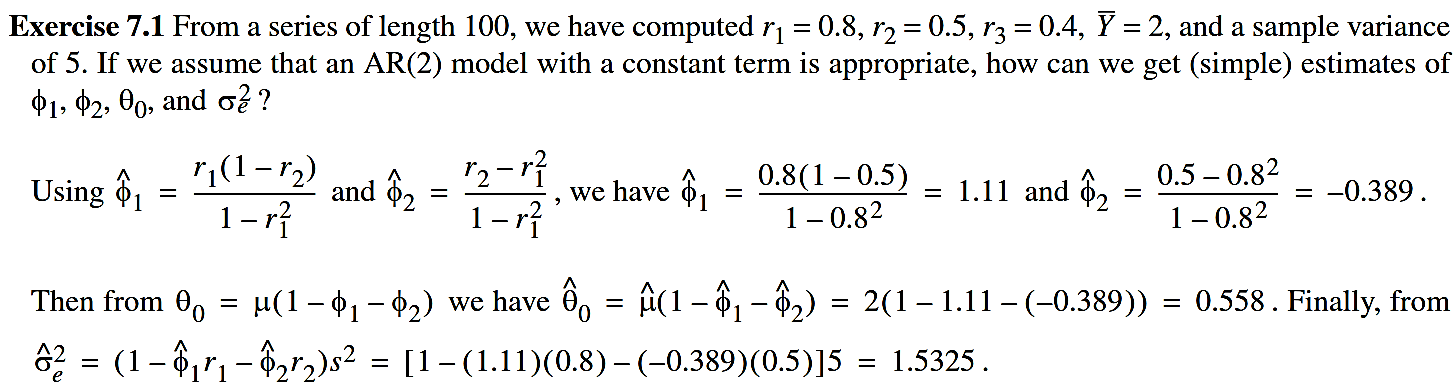 Exercise 7.1 From a series of length 100, we have computed r₁ = 0.8, r₂ = 0.5, r₃ = 0.4, Y̅ = 2, and a sample variance
of 5. If we assume that an AR(2) model with a constant term is appropriate, how can we get (simple) estimates of
ϕ₁, ϕ₂, θ₀, and σₑ² ?
Using ϕ̂₁ = r₁(1 – r₂) / (1 – r₁²) and ϕ̂₂ = (r₂ – r₁²) / (1 – r₁²), we have ϕ̂₁ = 0.8(1 – 0.5) / (1 – 0.8²) = 1.11 and ϕ̂₂ = (0.5 – 0.8²) / (1 – 0.8²) = –0.389 .
Then from θ₀ = μ(1 – ϕ₁ – ϕ₂) we have θ̂₀ = μ̂(1 – ϕ̂₁ – ϕ̂₂) = 2(1 – 1.11 – (–0.389)) = 0.558 . Finally, from
σ̂ₑ² = (1 – ϕ̂₁r₁ – ϕ̂₂r₂)s² = [1 – (1.11)(0.8) – (–0.389)(0.5)]5 = 1.5325 .